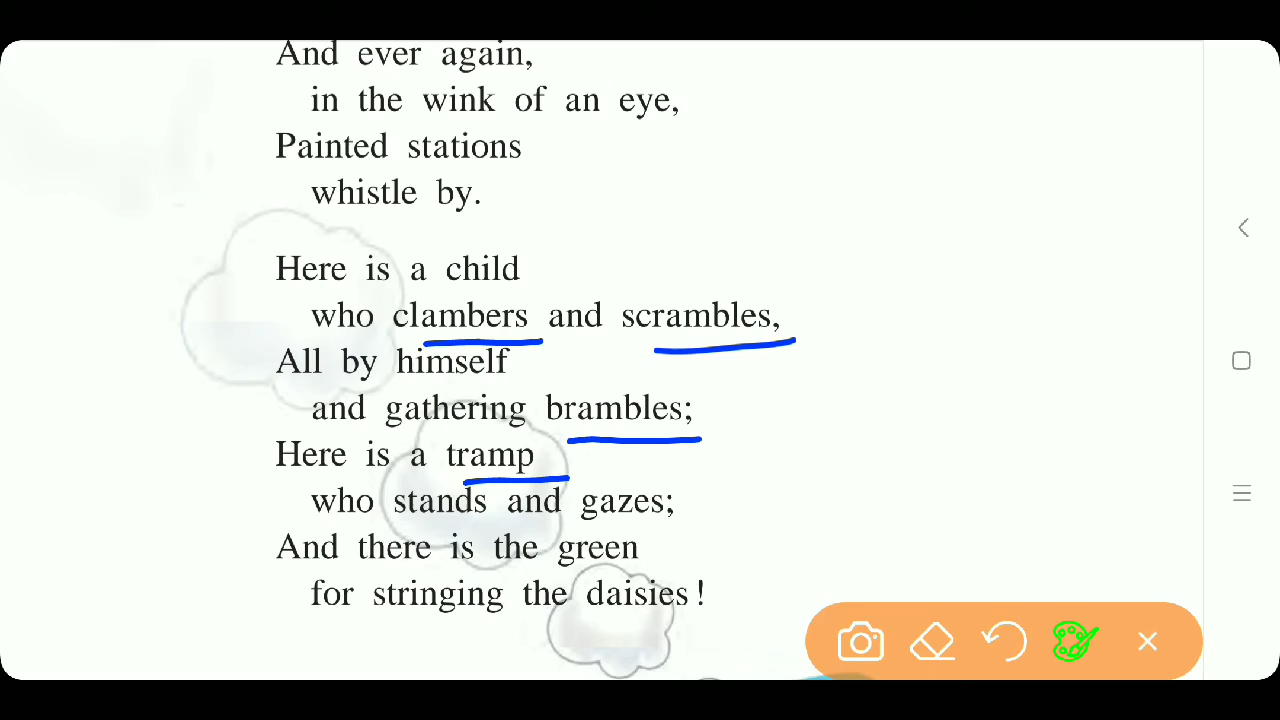 And ever again,
in the wink of an eye,
Painted stations
whistle by.
Here is a child
who clambers and scrambles,
All by himself
and gathering brambles;
Here is a tramp
who stands and gazes;
And there is the green
for stringing the daisies!